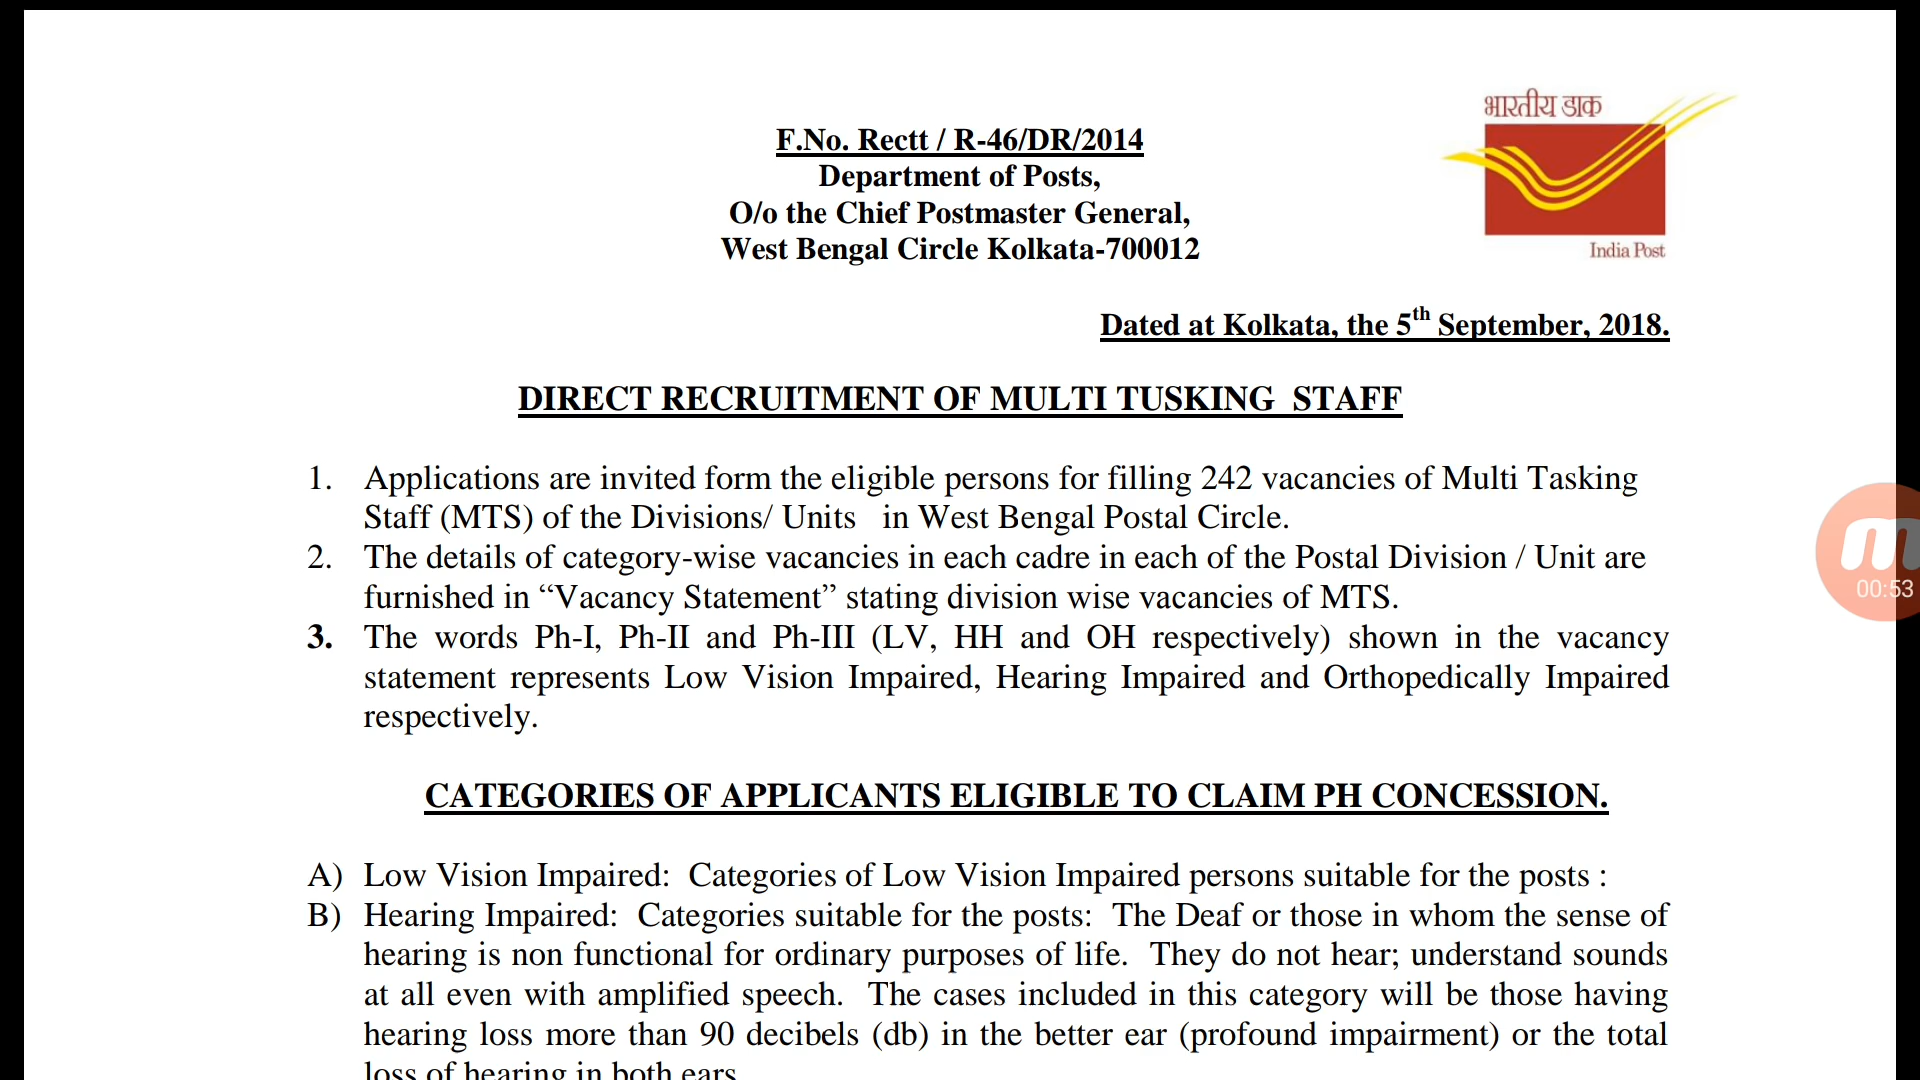 भारतीय डाक
F.No. Rectt / R-46/DR/2014
Department of Posts,
O/o the Chief Postmaster General,
West Bengal Circle Kolkata-700012
India Post
Dated at Kolkata, the 5th September, 2018.
DIRECT RECRUITMENT OF MULTI TUSKING STAFF
1. Applications are invited form the eligible persons for filling 242 vacancies of Multi Tasking
Staff (MTS) of the Divisions/ Units in West Bengal Postal Circle.
2. The details of category-wise vacancies in each cadre in each of the Postal Division / Unit are
furnished in “Vacancy Statement” stating division wise vacancies of MTS.
3. The words Ph-I, Ph-II and Ph-III (LV, HH and OH respectively) shown in the vacancy
statement represents Low Vision Impaired, Hearing Impaired and Orthopedically Impaired
respectively.
00:53
CATEGORIES OF APPLICANTS ELIGIBLE TO CLAIM PH CONCESSION.
A) Low Vision Impaired: Categories of Low Vision Impaired persons suitable for the posts :
B) Hearing Impaired: Categories suitable for the posts: The Deaf or those in whom the sense of
hearing is non functional for ordinary purposes of life. They do not hear; understand sounds
at all even with amplified speech. The cases included in this category will be those having
hearing loss more than 90 decibels (db) in the better ear (profound impairment) or the total
loss of hearing in both ears